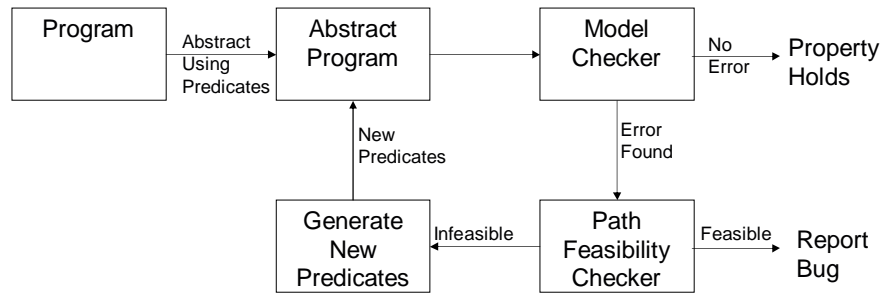 Program
Abstract
Using
Predicates
Abstract
Program
Model
Checker
No
Error
Property
Holds
New
Predicates
Error
Found
Generate
New
Predicates
Infeasible
Path
Feasibility
Checker
Feasible
Report
Bug